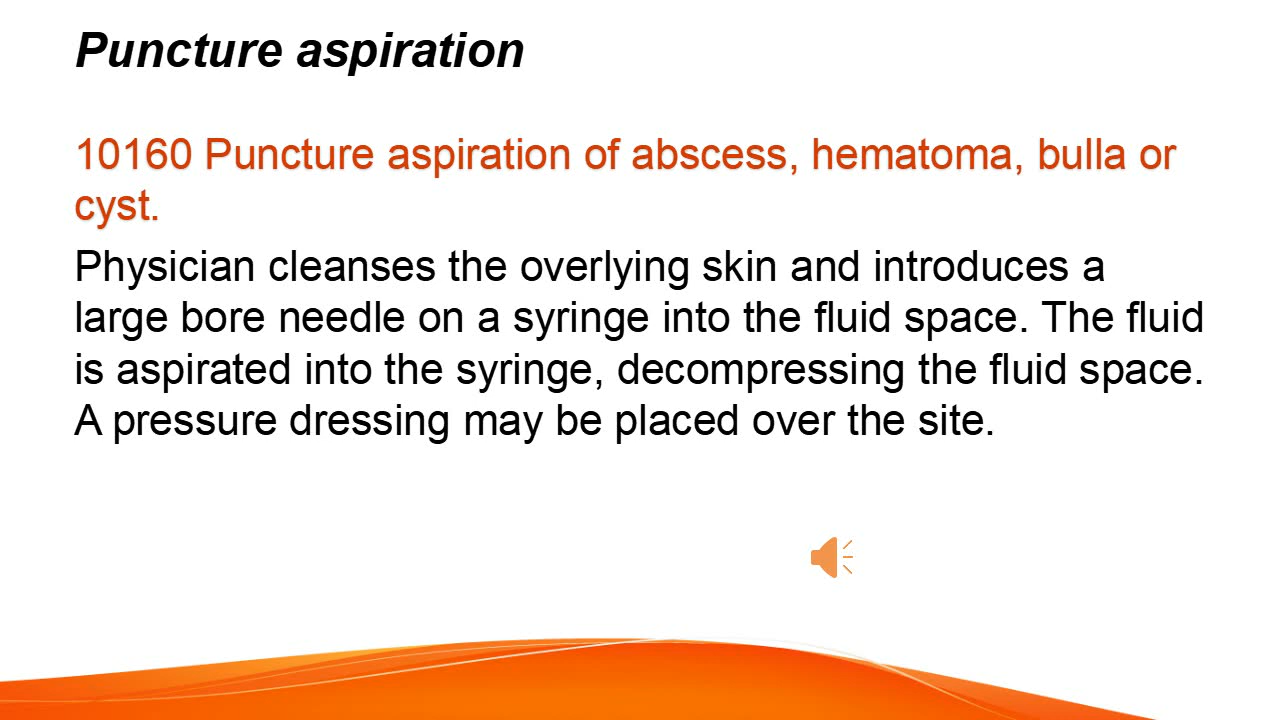 Puncture aspiration
10160 Puncture aspiration of abscess, hematoma, bulla or
cyst.
Physician cleanses the overlying skin and introduces a
large bore needle on a syringe into the fluid space. The fluid
is aspirated into the syringe, decompressing the fluid space.
A pressure dressing may be placed over the site.